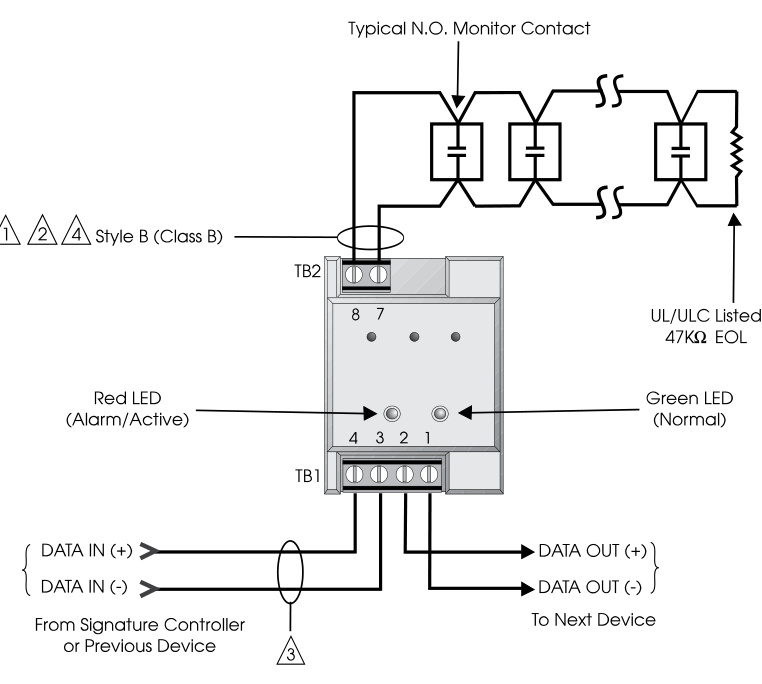 Typical N.O. Monitor Contact
1 2 4 Style B (Class B)
TB2
8 7
UL/ULC Listed
47KΩ EOL
Red LED
(Alarm/Active)
Green LED
(Normal)
4 3 2 1
TB1
DATA IN (+)
DATA OUT (+)
DATA IN (-)
DATA OUT (-)
From Signature Controller
or Previous Device
To Next Device
3